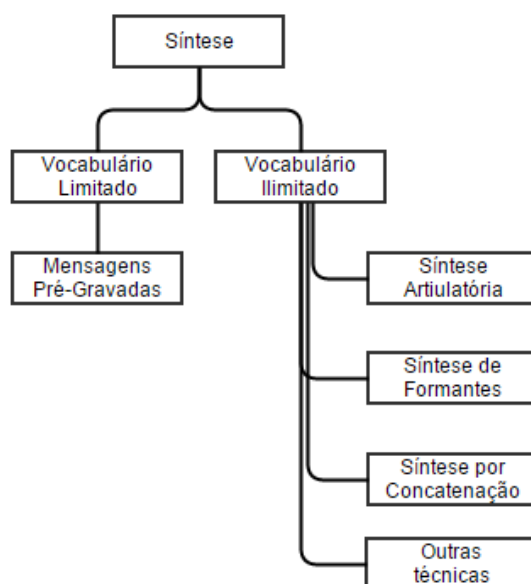 Síntese
Vocabulário
Limitado
Vocabulário
Ilimitado
Mensagens
Pré-Gravadas
Síntese
Artiulatória
Síntese de
Formantes
Síntese por
Concatenação
Outras
técnicas